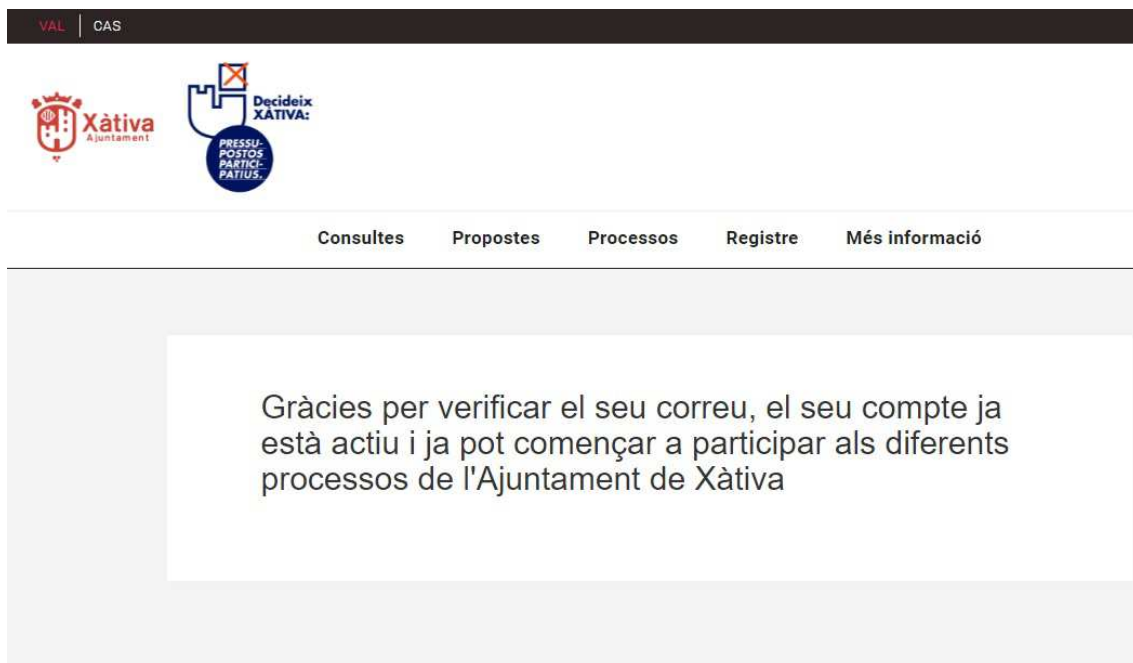 VAL | CAS
Xàtiva
Ajuntament
Decideix
XÀTIVA:
PRESSU-
POSTOS
PARTICI-
PATIUS.
Consultes Propostes Processos Registre Més informació
Gràcies per verificar el seu correu, el seu compte ja
està actiu i ja pot començar a participar als diferents
processos de l'Ajuntament de Xàtiva